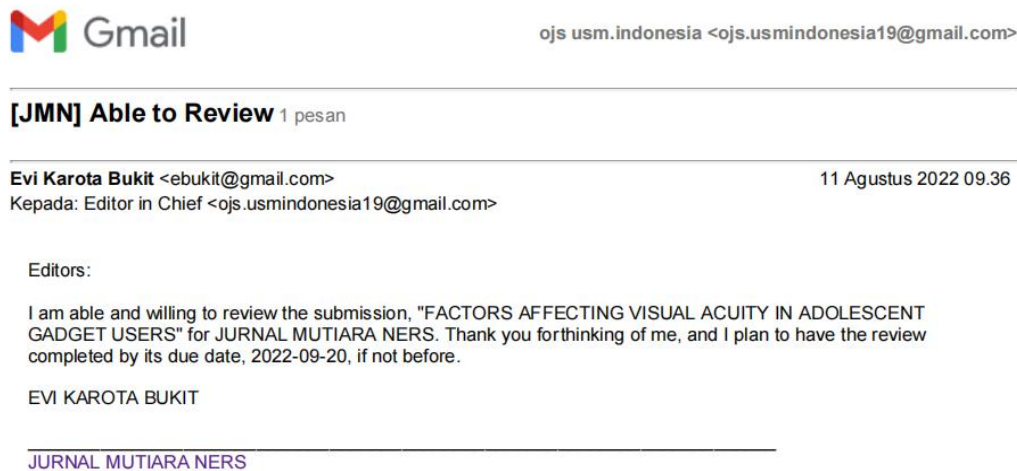 Gmail
ojs usm.indonesia <ojs.usmindonesia19@gmail.com>
[JMN] Able to Review 1 pesan
Evi Karota Bukit <ebukit@gmail.com> 11 Agustus 2022 09.36
Kepada: Editor in Chief <ojs.usmindonesia19@gmail.com>
Editors:
I am able and willing to review the submission, "FACTORS AFFECTING VISUAL ACUITY IN ADOLESCENT
GADGET USERS" for JURNAL MUTIARA NERS. Thank you forthinking of me, and I plan to have the review
completed by its due date, 2022-09-20, if not before.
EVI KAROTA BUKIT
JURNAL MUTIARA NERS